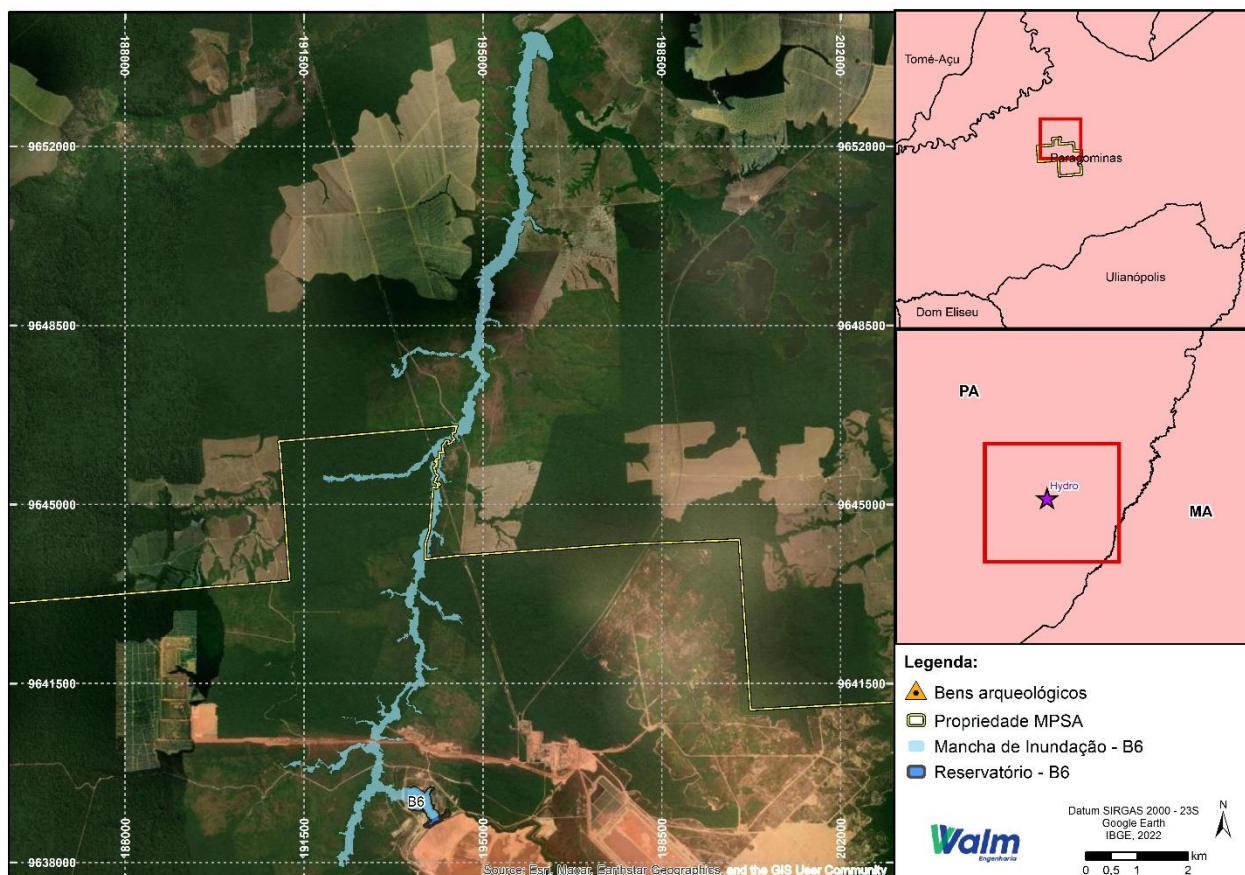 188000
191500
195000
198500
202000
9652000
9648500
9645000
9641500
9638000
9652000
9648500
9645000
9641500
9638000
B6
188000
191500
195000
198500
202000
Source: Esri, Maxar, Earthstar Geographics, and the GIS User Community
Tomé-Açu
Paragominas
Ulianópolis
Dom Eliseu
PA
Hydro
MA
Legenda:
Bens arqueológicos
Propriedade MPSA
Mancha de Inundação - B6
Reservatório - B6
Walm
Engenharia
Datum SIRGAS 2000 - 23S
Google Earth
IBGE, 2022
N
km
0 0.5 1 2